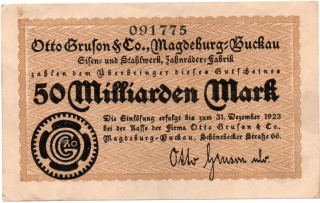 091775
Otto Gruson & Co., Magdeburg-Buckau
Eisen- und Stahlwerk, Zahnräder-Fabrik
zahlen dem Überbringer dieses Gutscheines
50 Milliarden Mark
Die Einlösung erfolgt bis zum 31. Dezember 1923
bei der Kasse der Firma Otto Gruson & Co.,
Magdeburg-Buckau, Schönebecker Straße 66.
Otto Gruson